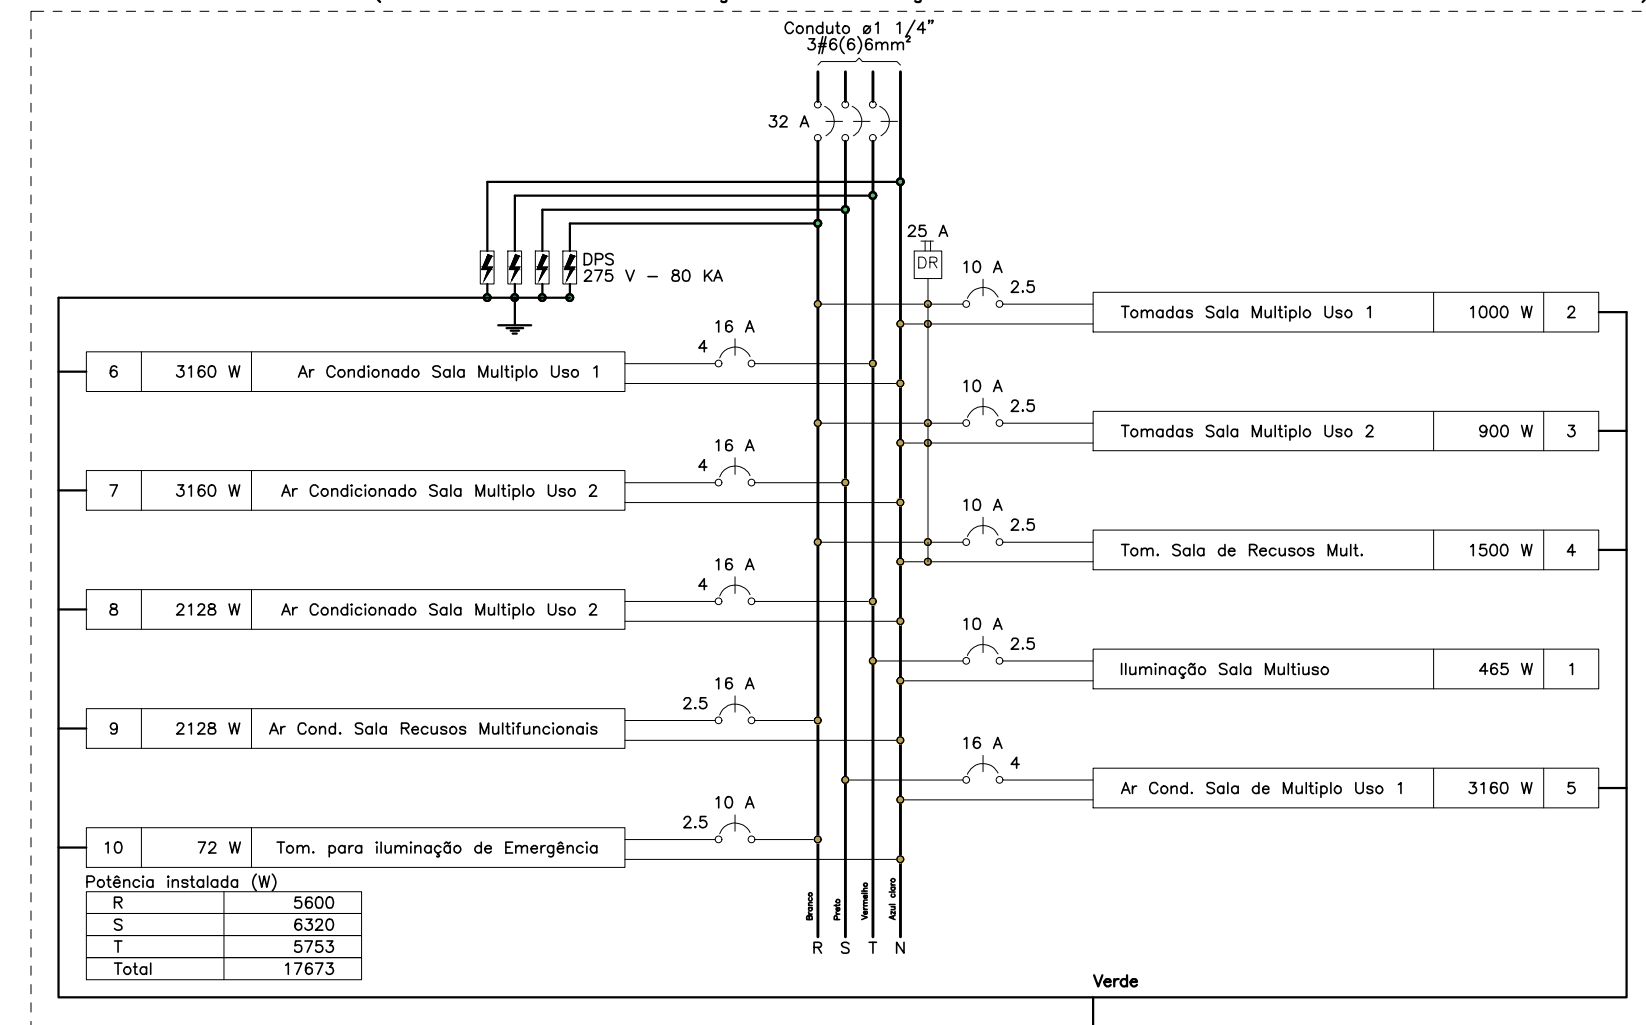 Conduto ø1 1/4"
3#6(6)6mm²
32 A
DPS
275 V - 80 KA
25 A
DR
10 A
2.5
Tomadas Sala Multiplo Uso 1 1000 W 2
16 A
4
6 3160 W Ar Condionado Sala Multiplo Uso 1
10 A
2.5
Tomadas Sala Multiplo Uso 2 900 W 3
16 A
4
7 3160 W Ar Condicionado Sala Multiplo Uso 2
10 A
2.5
Tom. Sala de Recusos Mult. 1500 W 4
16 A
4
8 2128 W Ar Condicionado Sala Multiplo Uso 2
10 A
2.5
Iluminação Sala Multiuso 465 W 1
16 A
2.5
9 2128 W Ar Cond. Sala Recusos Multifuncionais
16 A
4
Ar Cond. Sala de Multiplo Uso 1 3160 W 5
10 A
2.5
10 72 W Tom. para iluminação de Emergência
Potência instalada (W)
R 5600
S 6320
T 5753
Total 17673
Branco
Preto
Vermelho
Azul claro
R S T N
Verde